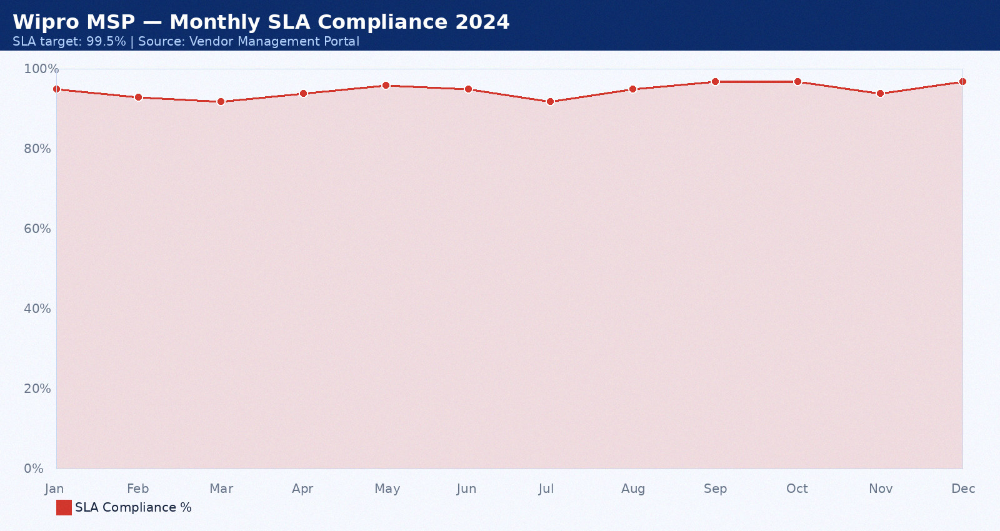 Wipro MSP — Monthly SLA Compliance 2024
SLA target: 99.5% | Source: Vendor Management Portal
100%
80%
60%
40%
20%
0%
Jan Feb Mar Apr May Jun Jul Aug Sep Oct Nov Dec
SLA Compliance %